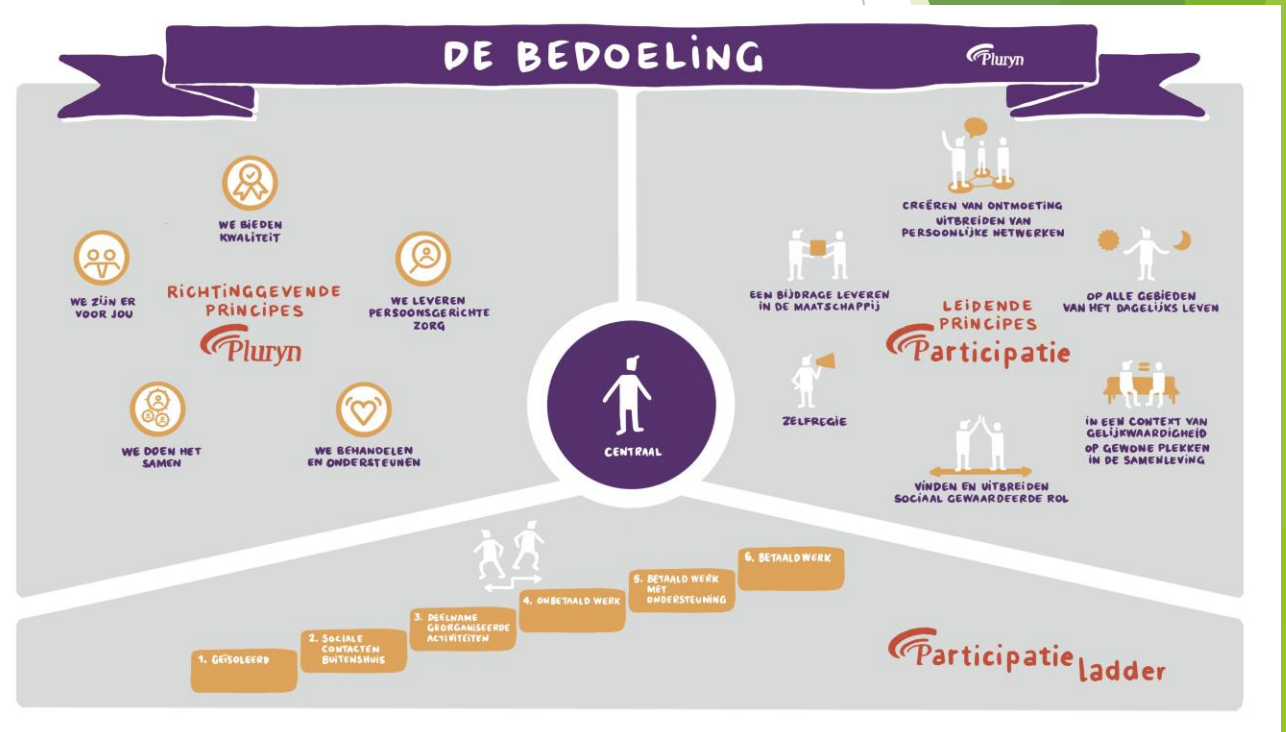 DE BEDOELING
Pluryn
WE BIEDEN
KWALITEIT
WE ZIJN ER
VOOR JOU
RICHTINGGEVENDE
PRINCIPES
Pluryn
WE LEVEREN
PERSOONSGERICHTE
ZORG
WE DOEN HET
SAMEN
WE BEHANDELEN
EN ONDERSTEUNEN
CENTRAAL
CREËREN VAN ONTMOETING
UITBREIDEN VAN
PERSOONLIJKE NETWERKEN
EEN BIJDRAGE LEVEREN
IN DE MAATSCHAPPIJ
LEIDENDE
PRINCIPES
Participatie
OP ALLE GEBIEDEN
VAN HET DAGELIJKS LEVEN
ZELFREGIE
=
IN EEN CONTEXT VAN
GELIJKWAARDIGHEID
OP GEWONE PLEKKEN
IN DE SAMENLEVING
VINDEN EN UITBREIDEN
SOCIAAL GEWAARDEERDE ROL
1. GEÏSOLEERD
2. SOCIALE
CONTACTEN
BUITENSHUIS
3. DEELNAME
GEORGANISEERDE
ACTIVITEITEN
4. ONBETAALD WERK
5. BETAALD WERK
MET
ONDERSTEUNING
6. BETAALD WERK
Participatie ladder